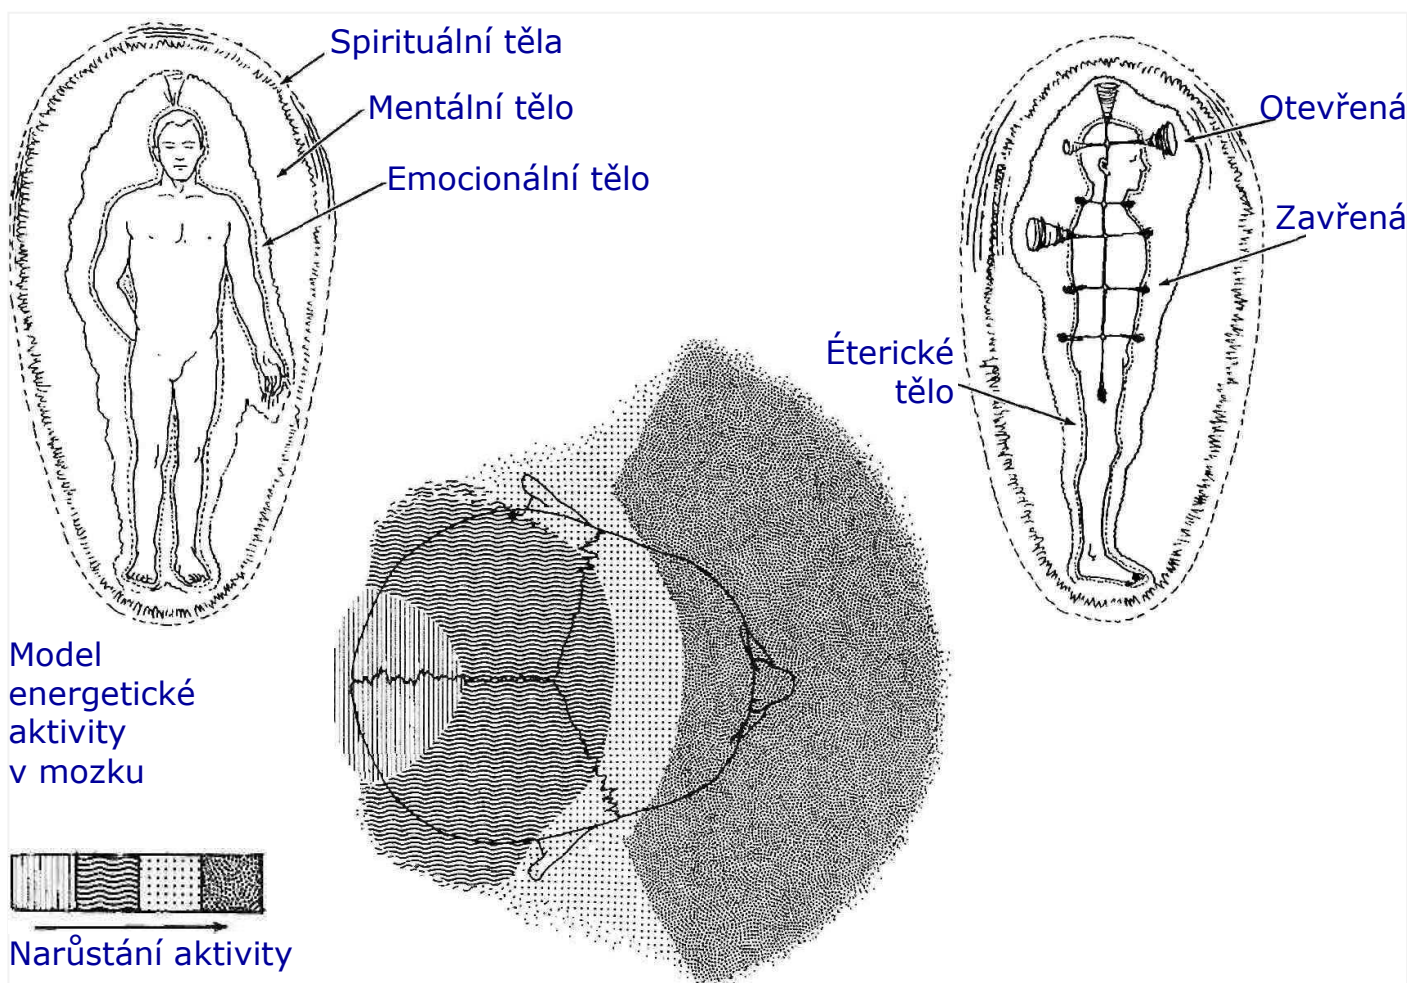 Spirituální těla
Mentální tělo
Emocionální tělo
Otevřená
Zavřená
Éterické
tělo
Model
energetické
aktivity
v mozku
Narůstání aktivity